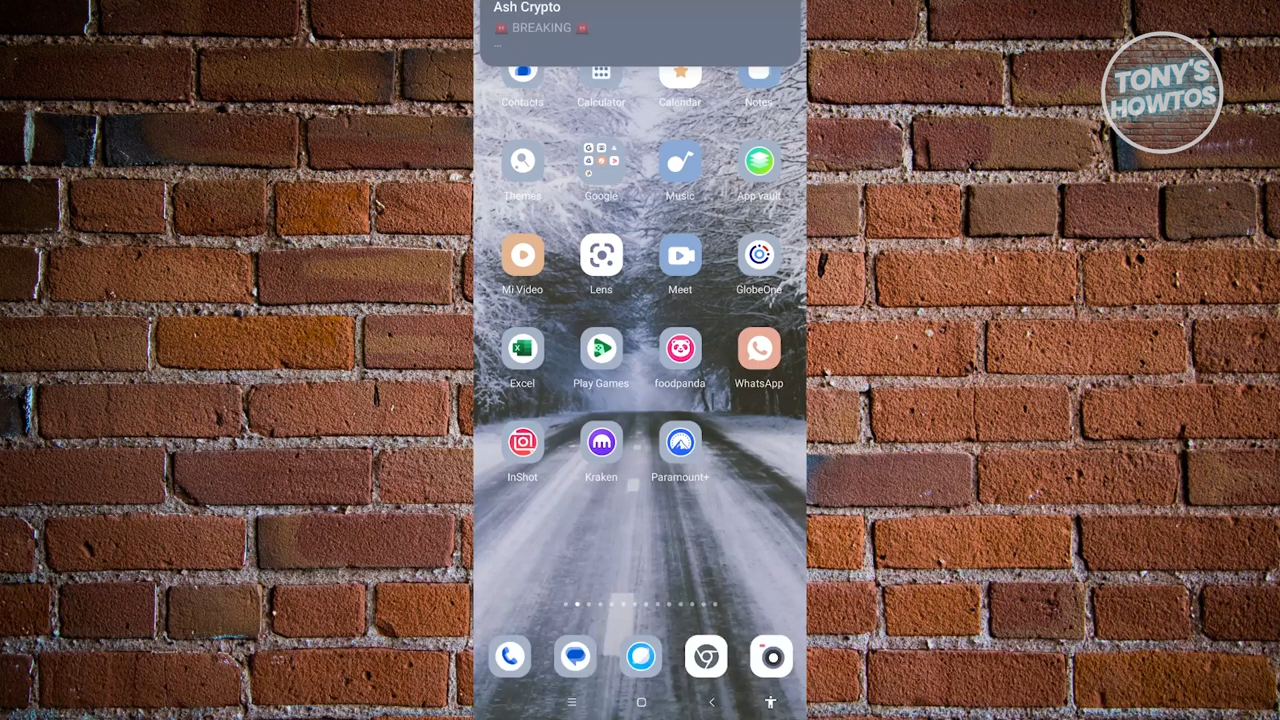 Ash Crypto
🚨 BREAKING 🚨
...
TONY'S
HOWTOS
Contacts Calculator Calendar Notes
Themes Google Music App vault
Mi Video Lens Meet GlobeOne
Excel Play Games foodpanda WhatsApp
InShot Kraken Paramount+